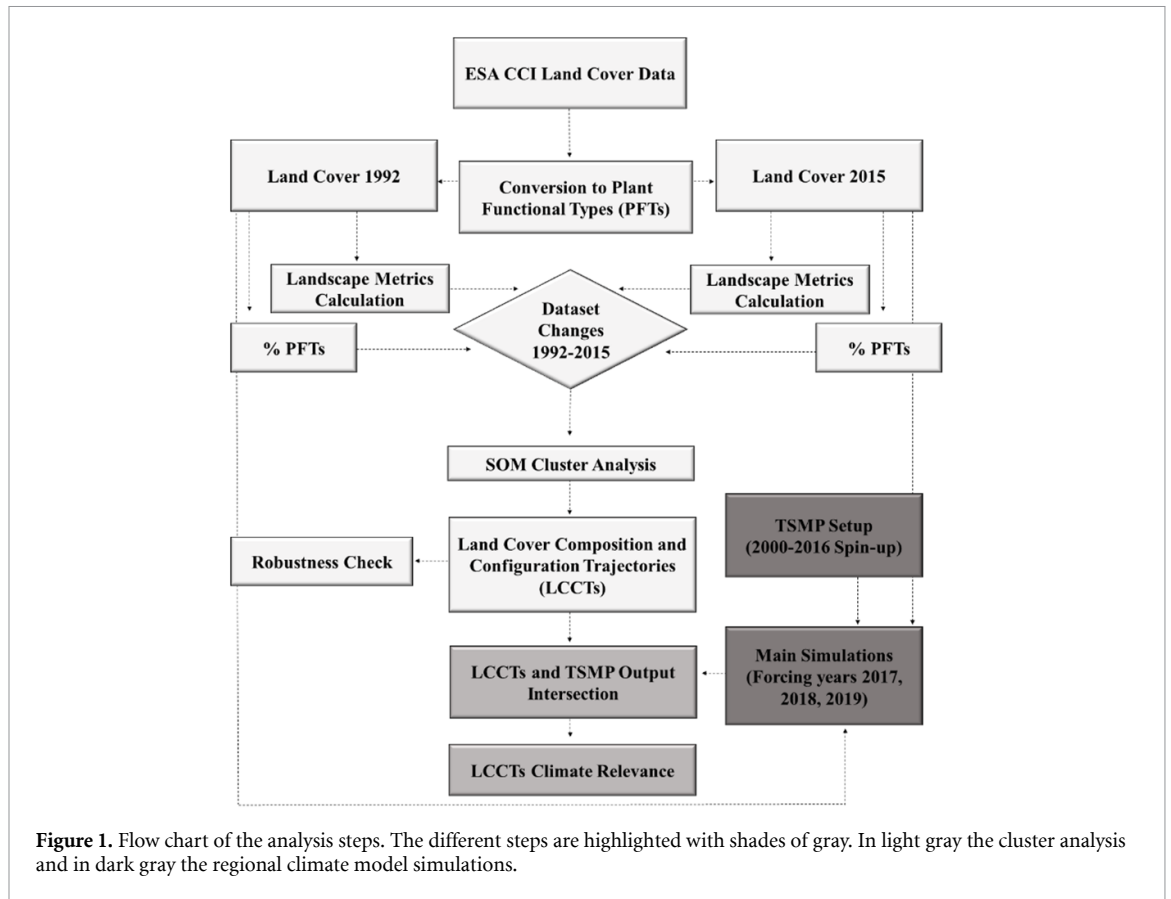 ESA CCI Land Cover Data
Land Cover 1992
Conversion to Plant
Functional Types (PFTs)
Land Cover 2015
Landscape Metrics
Calculation
Landscape Metrics
Calculation
Dataset
Changes
1992-2015
% PFTs
% PFTs
SOM Cluster Analysis
TSMP Setup
(2000-2016 Spin-up)
Land Cover Composition and
Configuration Trajectories
(LCCTs)
Robustness Check
Main Simulations
(Forcing years 2017,
2018, 2019)
LCCTs and TSMP Output
Intersection
LCCTs Climate Relevance
Figure 1. Flow chart of the analysis steps. The different steps are highlighted with shades of gray. In light gray the cluster analysis
and in dark gray the regional climate model simulations.